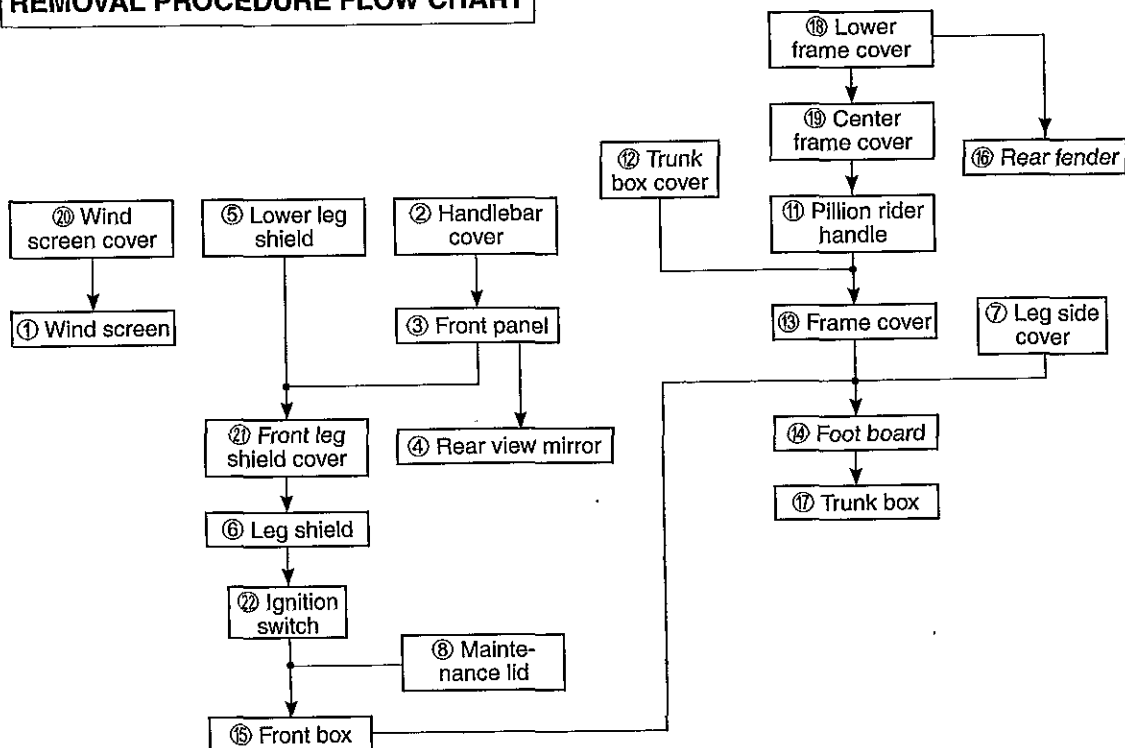 REMOVAL PROCEDURE FLOW CHART
⑱ Lower
frame cover
⑲ Center
frame cover
⑫ Trunk
box cover
⑯ Rear fender
⑳ Wind
screen cover
⑤ Lower leg
shield
② Handlebar
cover
⑪ Pillion rider
handle
① Wind screen
③ Front panel
⑬ Frame cover
⑦ Leg side
cover
㉑ Front leg
shield cover
④ Rear view mirror
⑭ Foot board
⑰ Trunk box
⑥ Leg shield
㉒ Ignition
switch
⑧ Mainte-
nance lid
⑮ Front box